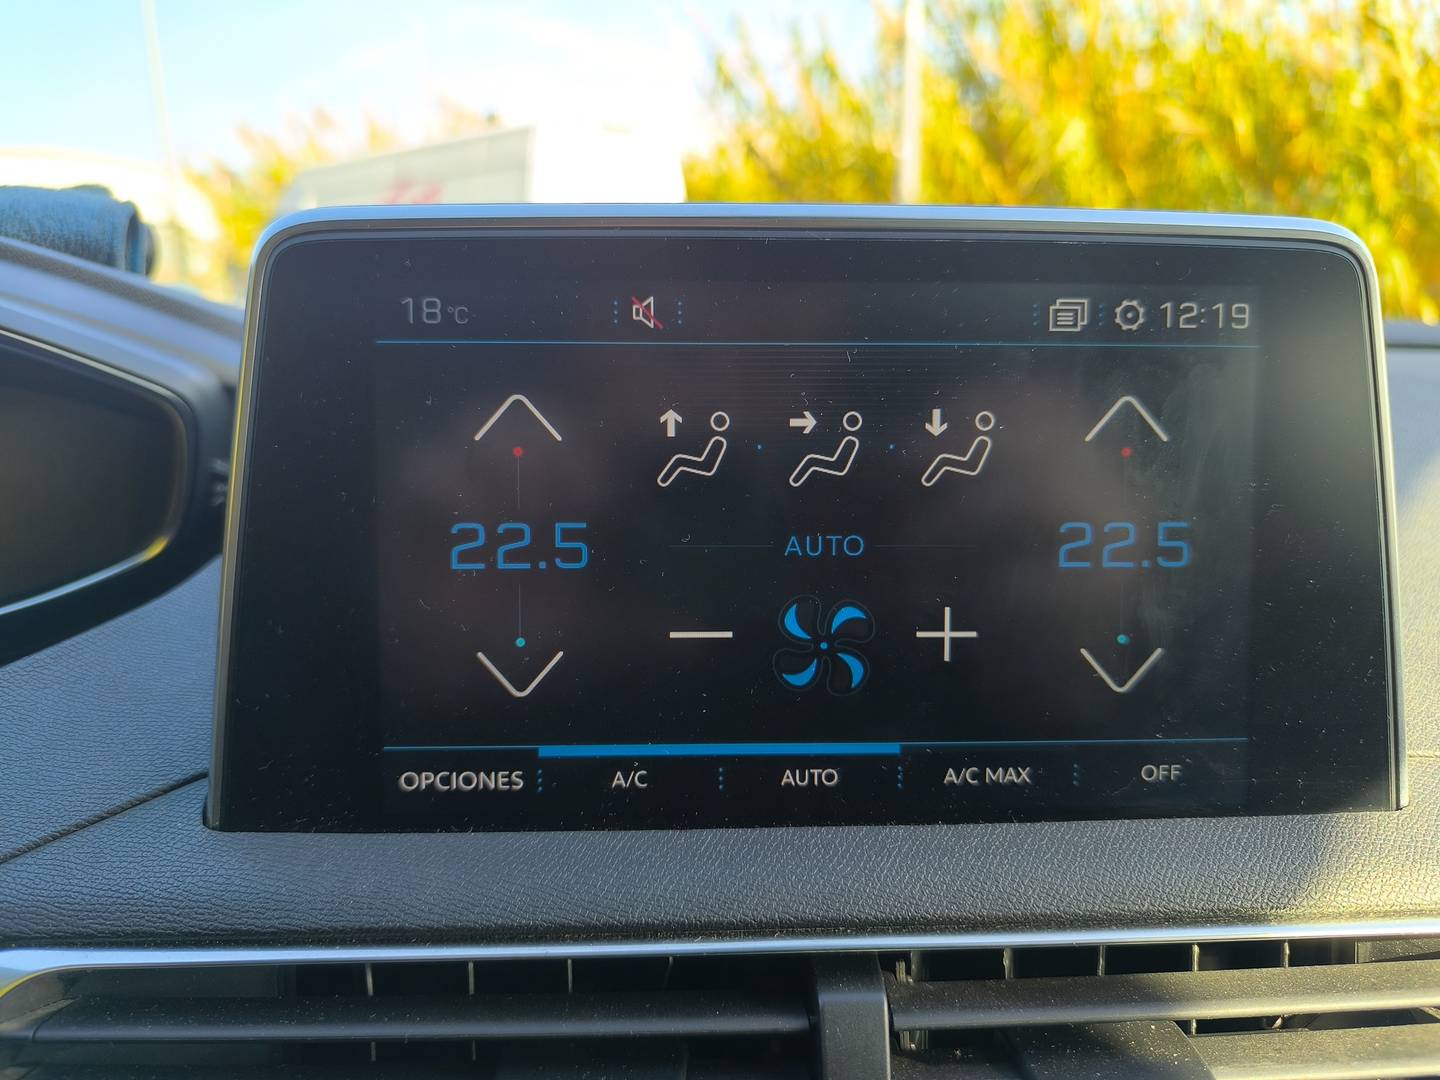 18°C 12:19
22.5 AUTO 22.5
OPCIONES A/C AUTO A/C MAX OFF